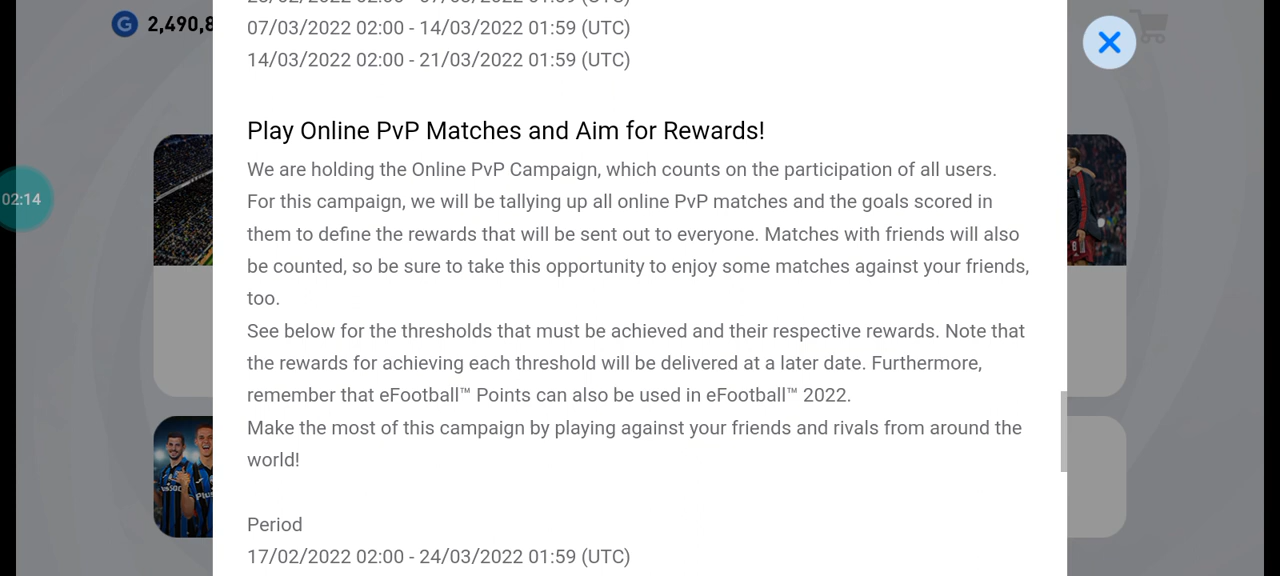 2,490,8
07/03/2022 02:00 - 14/03/2022 01:59 (UTC)
14/03/2022 02:00 - 21/03/2022 01:59 (UTC)
Play Online PvP Matches and Aim for Rewards!
We are holding the Online PvP Campaign, which counts on the participation of all users.
For this campaign, we will be tallying up all online PvP matches and the goals scored in
them to define the rewards that will be sent out to everyone. Matches with friends will also
be counted, so be sure to take this opportunity to enjoy some matches against your friends,
too.
See below for the thresholds that must be achieved and their respective rewards. Note that
the rewards for achieving each threshold will be delivered at a later date. Furthermore,
remember that eFootball™ Points can also be used in eFootball™ 2022.
Make the most of this campaign by playing against your friends and rivals from around the
world!
Period
17/02/2022 02:00 - 24/03/2022 01:59 (UTC)
02:14